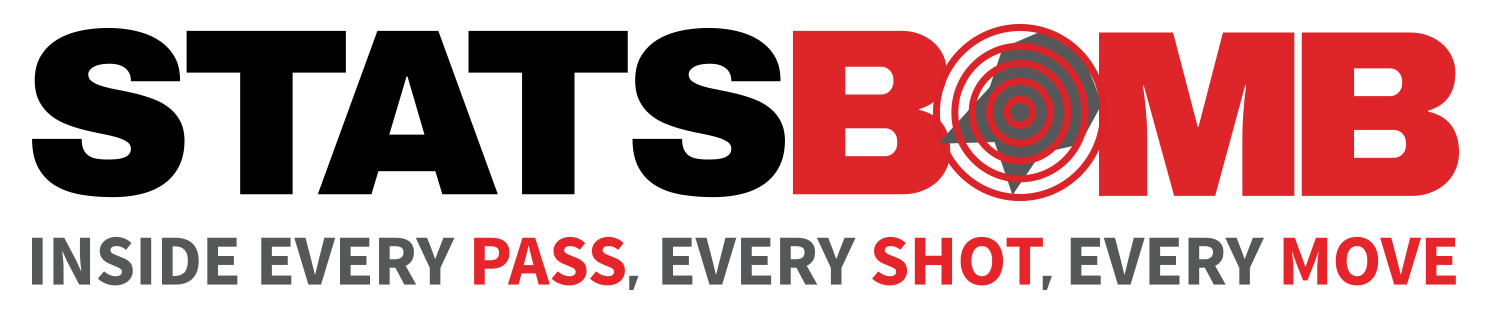 STATSBOMB
INSIDE EVERY PASS, EVERY SHOT, EVERY MOVE